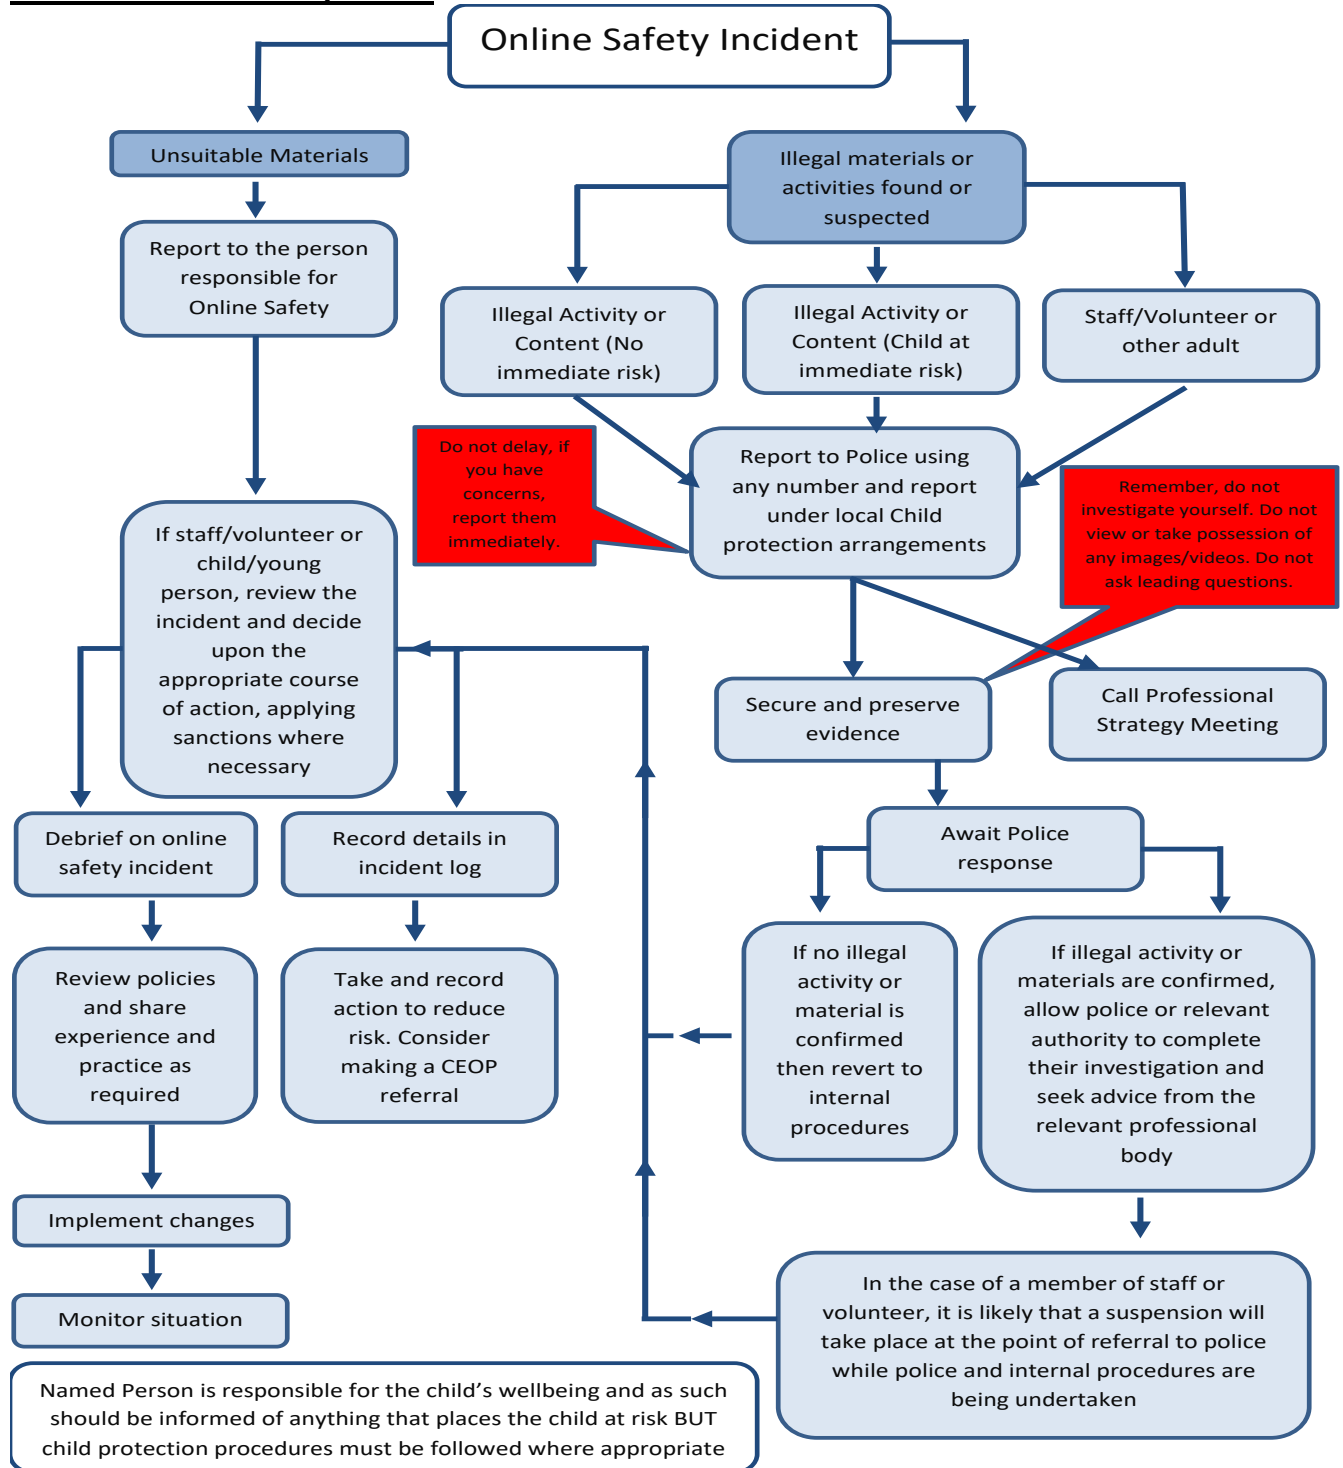 Online Safety Incident
Unsuitable Materials
Illegal materials or
activities found or
suspected
Report to the person
responsible for
Online Safety
Illegal Activity or
Content (No
immediate risk)
Illegal Activity or
Content (Child at
immediate risk)
Staff/Volunteer or
other adult
Do not delay, if
you have
concerns,
report them
immediately.
Report to Police using
any number and report
under local Child
protection arrangements
Remember, do not
investigate yourself. Do not
view or take possession of
any images/videos. Do not
ask leading questions.
If staff/volunteer or
child/young
person, review the
incident and decide
upon the
appropriate course
of action, applying
sanctions where
necessary
Secure and preserve
evidence
Call Professional
Strategy Meeting
Debrief on online
safety incident
Record details in
incident log
Await Police
response
Review policies
and share
experience and
practice as
required
Take and record
action to reduce
risk. Consider
making a CEOP
referral
If no illegal
activity or
material is
confirmed
then revert to
internal
procedures
If illegal activity or
materials are confirmed,
allow police or relevant
authority to complete
their investigation and
seek advice from the
relevant professional
body
Implement changes
Monitor situation
In the case of a member of staff or
volunteer, it is likely that a suspension will
take place at the point of referral to police
while police and internal procedures are
being undertaken
Named Person is responsible for the child’s wellbeing and as such
should be informed of anything that places the child at risk BUT
child protection procedures must be followed where appropriate